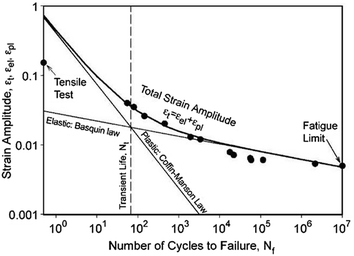 1
0.1
0.01
0.001
Strain Amplitude, εt, εel, εpl
Tensile
Test
Total Strain Amplitude
εt=εel+εpl
Elastic: Basquin law
Transient Life, Nt
Plastic: Coffin-Manson Law
Fatigue
Limit
10⁰ 10¹ 10² 10³ 10⁴ 10⁵ 10⁶ 10⁷
Number of Cycles to Failure, Nf